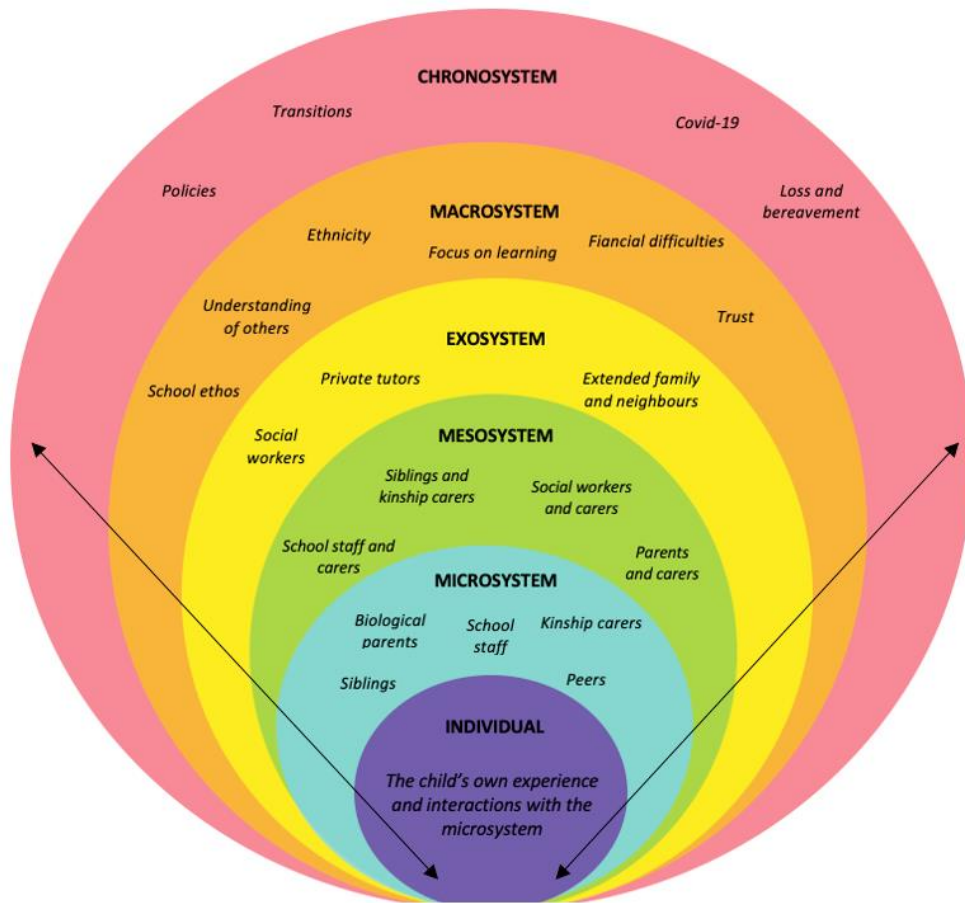 CHRONOSYSTEM
Transitions
Covid-19
Policies
Loss and
bereavement
MACROSYSTEM
Ethnicity
Fiancial difficulties
Focus on learning
Understanding
of others
Trust
School ethos
EXOSYSTEM
Private tutors
Extended family
and neighbours
Social
workers
MESOSYSTEM
Siblings and
kinship carers
Social workers
and carers
School staff and
carers
Parents
and carers
MICROSYSTEM
Biological
parents
School
staff
Kinship carers
Siblings
Peers
INDIVIDUAL
The child's own experience
and interactions with the
microsystem